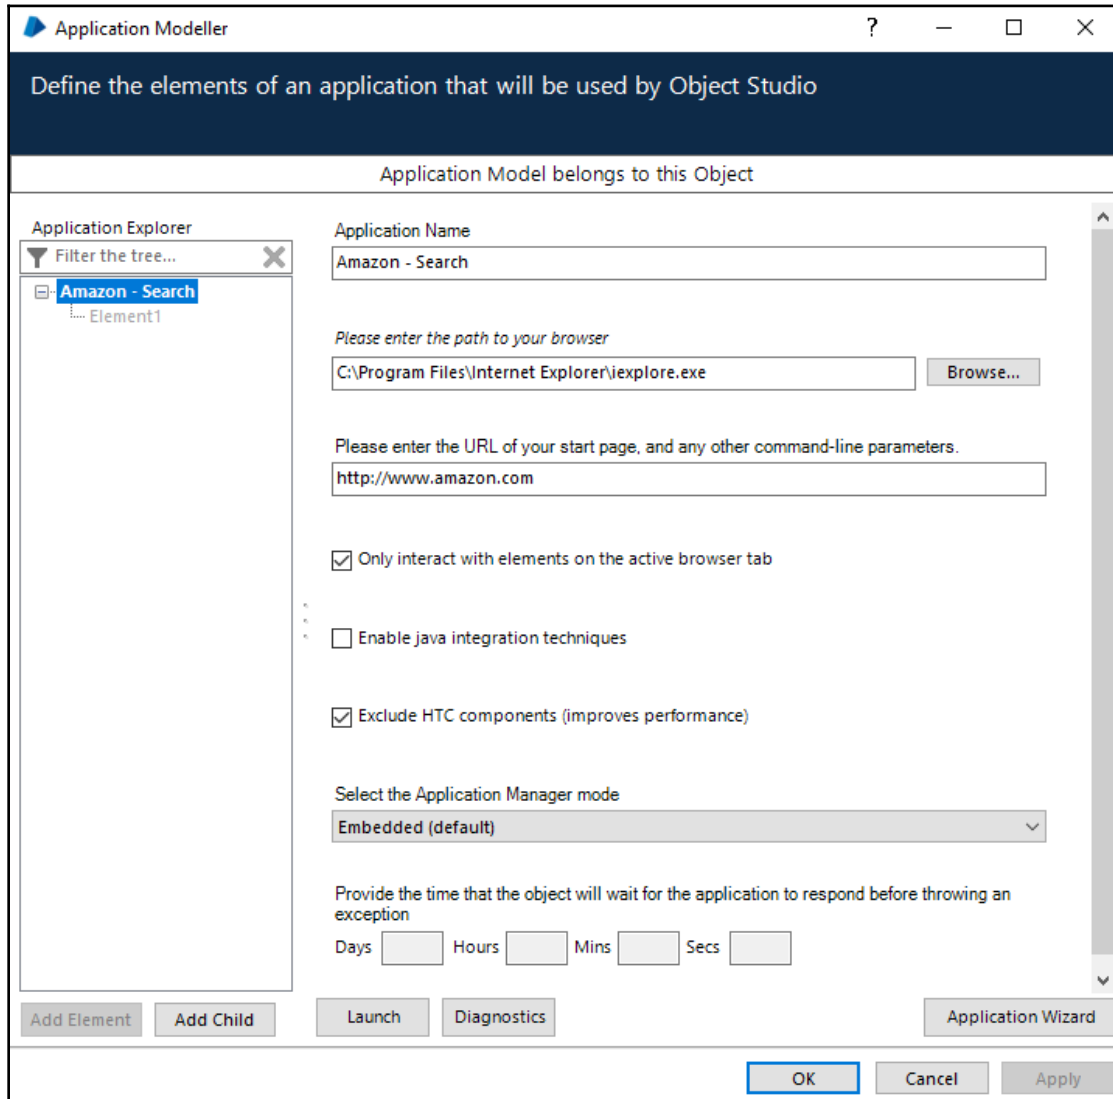 Application Modeller
?
Define the elements of an application that will be used by Object Studio
Application Model belongs to this Object
Application Explorer
Filter the tree...
Amazon - Search
Element1
Application Name
Amazon - Search
Please enter the path to your browser
C:\Program Files\Internet Explorer\iexplore.exe
Browse...
Please enter the URL of your start page, and any other command-line parameters.
http://www.amazon.com
Only interact with elements on the active browser tab
Enable java integration techniques
Exclude HTC components (improves performance)
Select the Application Manager mode
Embedded (default)
Provide the time that the object will wait for the application to respond before throwing an
exception
Days Hours Mins Secs
Add Element Add Child Launch Diagnostics Application Wizard
OK Cancel Apply